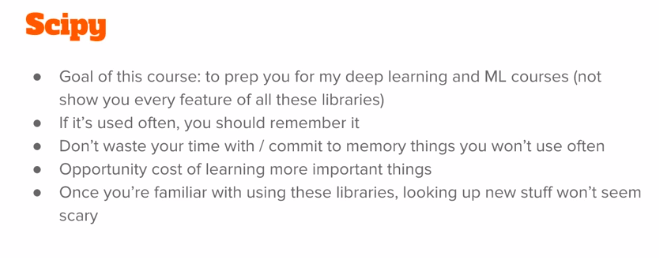 Scipy
● Goal of this course: to prep you for my deep learning and ML courses (not
show you every feature of all these libraries)
● If it's used often, you should remember it
● Don't waste your time with / commit to memory things you won't use often
● Opportunity cost of learning more important things
● Once you're familiar with using these libraries, looking up new stuff won't seem
scary